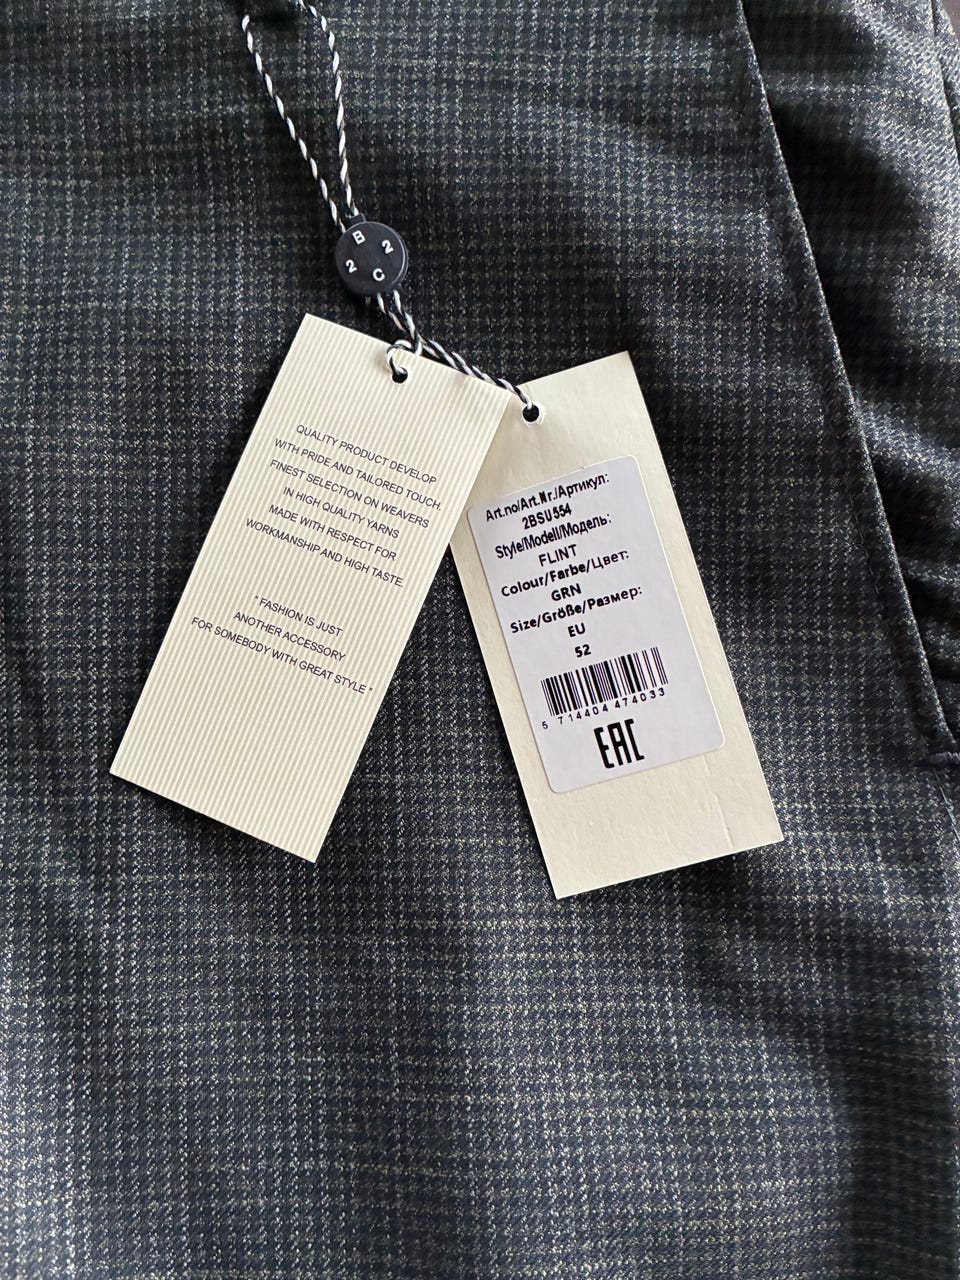 B 2
2 C
QUALITY PRODUCT DEVELOP
WITH PRIDE AND TAILORED TOUCH.
FINEST SELECTION ON WEAVERS
IN HIGH QUALITY YARNS
MADE WITH RESPECT FOR
WORKMANSHIP AND HIGH TASTE.
" FASHION IS JUST
ANOTHER ACCESSORY
FOR SOMEBODY WITH GREAT STYLE "
Art.no/Art.Nr./Артикул:
2BSU554
Style/Modell/Модель:
FLINT
Colour/Farbe/Цвет:
GRN
Size/Größe/Размер:
EU
52
5 714404 474033
EAC